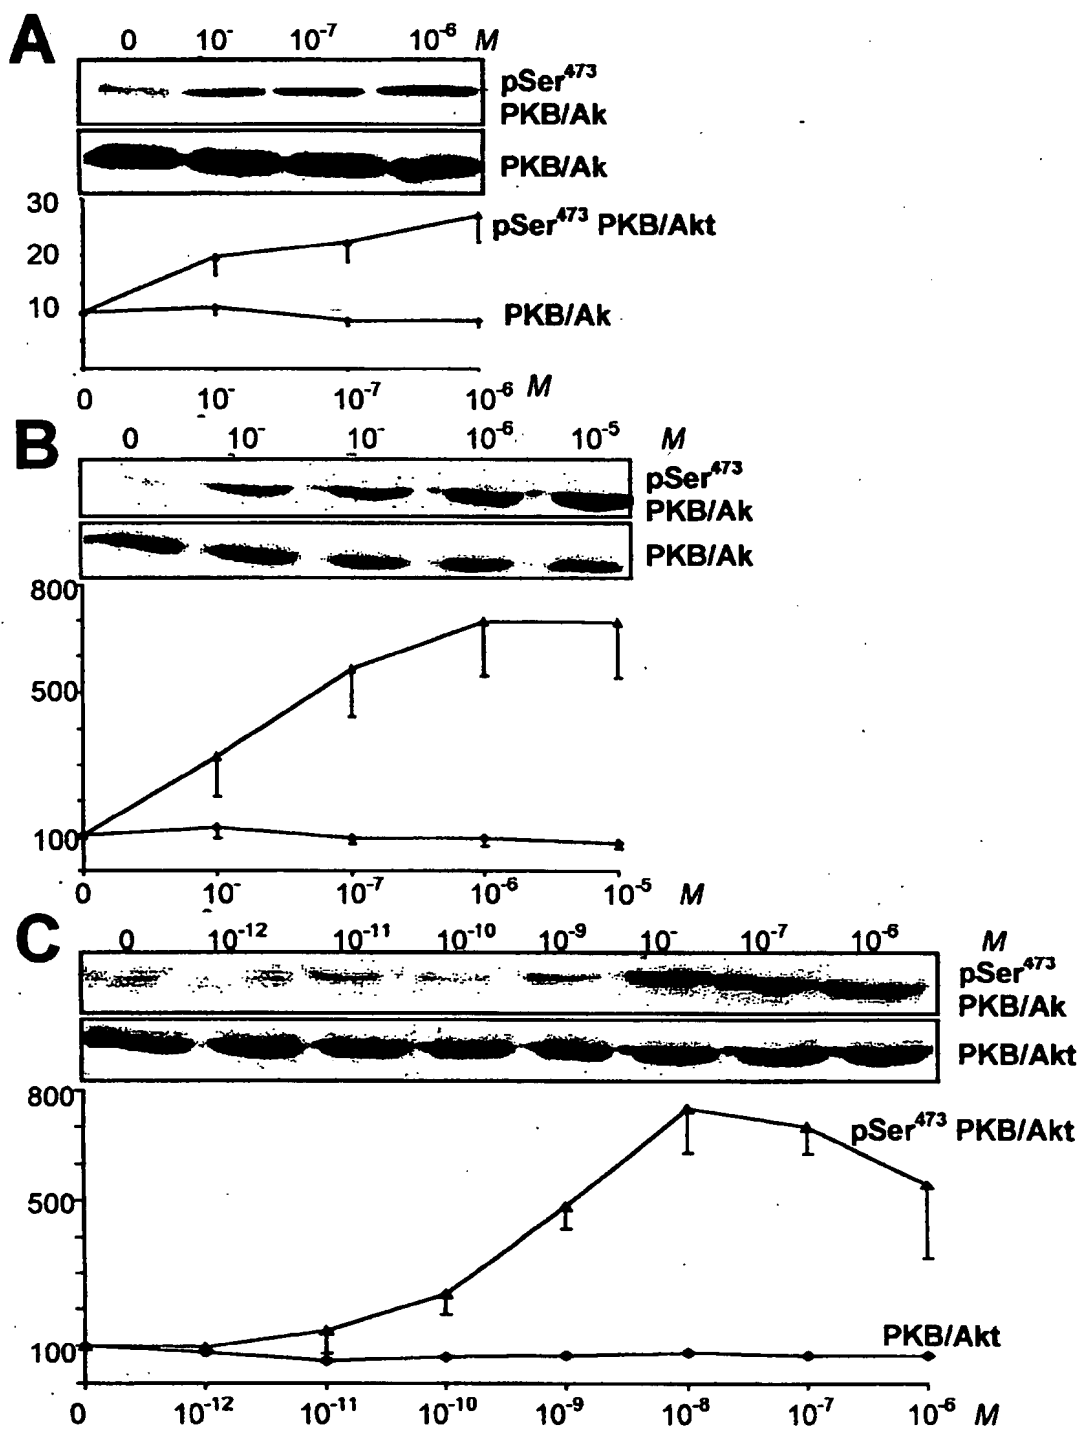 A
0 10⁻ 10⁻⁷ 10⁻⁶ M
pSer⁴⁷³
PKB/Ak
PKB/Ak
30
20
10
pSer⁴⁷³ PKB/Akt
PKB/Ak
0 10⁻ 10⁻⁷ 10⁻⁶ M
B
0 10⁻ 10⁻ 10⁻⁶ 10⁻⁵ M
pSer⁴⁷³
PKB/Ak
PKB/Ak
800
500
100
0 10⁻ 10⁻⁷ 10⁻⁶ 10⁻⁵ M
C
0 10⁻¹² 10⁻¹¹ 10⁻¹⁰ 10⁻⁹ 10⁻ 10⁻⁷ 10⁻⁶ M
pSer⁴⁷³
PKB/Ak
PKB/Akt
800
pSer⁴⁷³ PKB/Akt
500
PKB/Akt
100
0 10⁻¹² 10⁻¹¹ 10⁻¹⁰ 10⁻⁹ 10⁻⁸ 10⁻⁷ 10⁻⁶ M